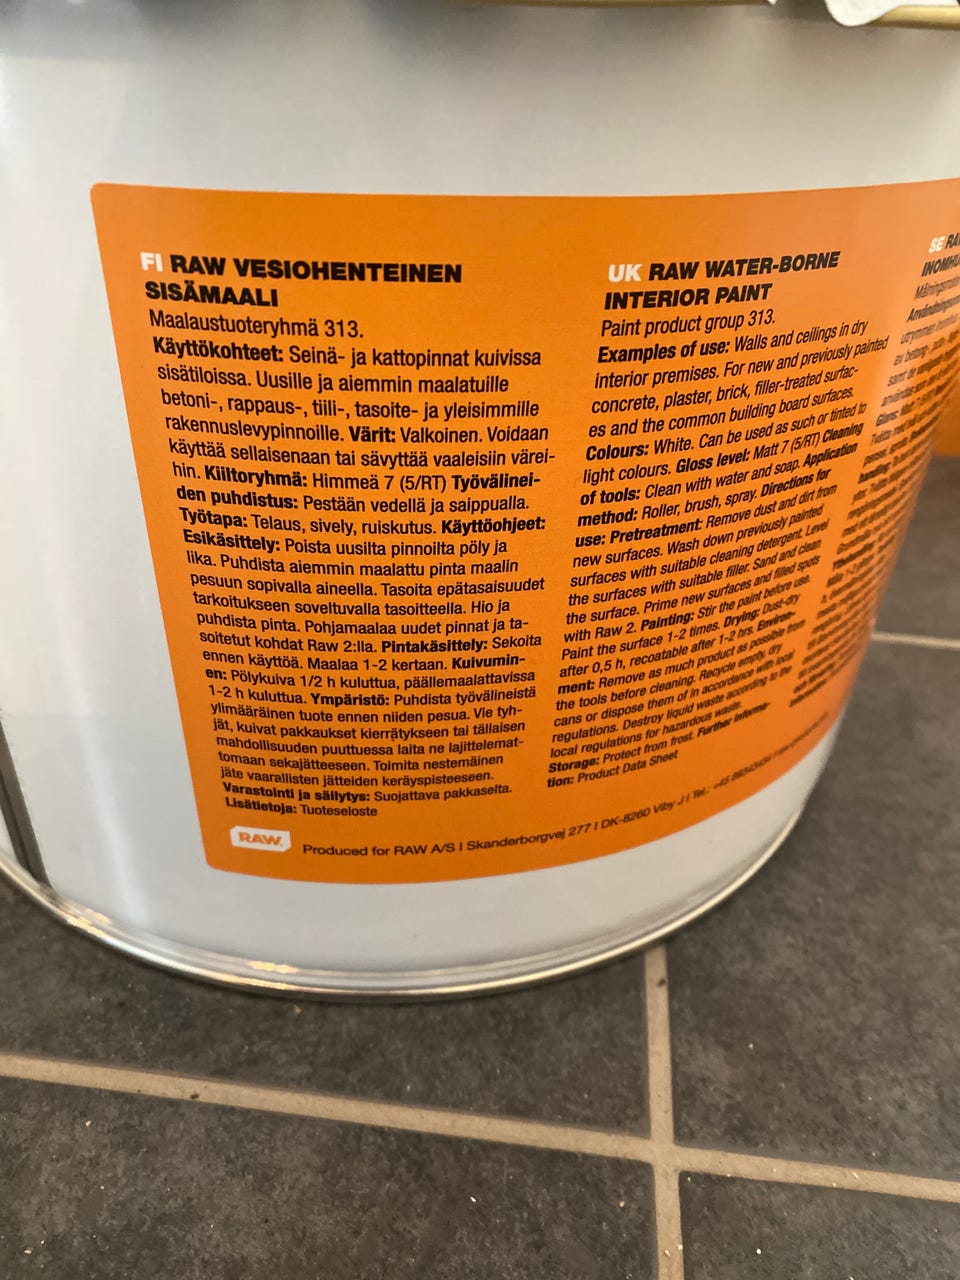 FI RAW VESIOHENTEINEN
SISÄMAALI
Maalaustuoteryhmä 313.
Käyttökohteet: Seinä- ja kattopinnat kuivissa
sisätiloissa. Uusille ja aiemmin maalatuille
betoni-, rappaus-, tiili-, tasoite- ja yleisimmille
rakennuslevypinnoille. Värit: Valkoinen. Voidaan
käyttää sellaisenaan tai sävyttää vaaleisiin värei-
hin. Kiiltoryhmä: Himmeä 7 (5/RT) Työvälinei-
den puhdistus: Pestään vedellä ja saippualla.
Työtapa: Telaus, sively, ruiskutus. Käyttöohjeet:
Esikäsittely: Poista uusilta pinnoilta pöly ja
lika. Puhdista aiemmin maalattu pinta maalin
pesuun sopivalla aineella. Tasoita epätasaisuudet
tarkoitukseen soveltuvalla tasoitteella. Hio ja
puhdista pinta. Pohjamaalaa uudet pinnat ja ta-
soitetut kohdat Raw 2:lla. Pintakäsittely: Sekoita
ennen käyttöä. Maalaa 1-2 kertaan. Kuivumin-
en: Pölykuiva 1/2 h kuluttua, päällemaalattavissa
1-2 h kuluttua. Ympäristö: Puhdista työvälineistä
ylimääräinen tuote ennen niiden pesua. Vie tyh-
jät, kuivat pakkaukset kierrätykseen tai tällaisen
mahdollisuuden puuttuessa laita ne lajittelemat-
tomaan sekajätteeseen. Toimita nestemäinen
jäte vaarallisten jätteiden keräyspisteeseen.
Varastointi ja säilytys: Suojattava pakkaselta.
Lisätietoja: Tuoteseloste
UK RAW WATER-BORNE
INTERIOR PAINT
Paint product group 313.
Examples of use: Walls and ceilings in dry
interior premises. For new and previously painted
concrete, plaster, brick, filler-treated surfac-
es and the common building board surfaces.
Colours: White. Can be used as such or tinted to
light colours. Gloss level: Matt 7 (5/RT) Cleaning
of tools: Clean with water and soap. Application
method: Roller, brush, spray. Directions for
use: Pretreatment: Remove dust and dirt from
new surfaces. Wash down previously painted
surfaces with suitable cleaning detergent. Level
the surfaces with suitable filler. Sand and clean
the surface. Prime new surfaces and filled spots
with Raw 2. Painting: Stir the paint before use.
Paint the surface 1-2 times. Drying: Dust-dry
after 0,5 h, recoatable after 1-2 hrs. Environ-
ment: Remove as much product as possible from
the tools before cleaning. Recycle empty, dry
cans or dispose them of in accordance with local
regulations. Destroy liquid waste according to the
local regulations for hazardous waste.
Storage: Protect from frost. Further informa-
tion: Product Data Sheet
SE RAW
RAW
Produced for RAW A/S I Skanderborgvej 277 I DK-8260 Viby J I Tel.: